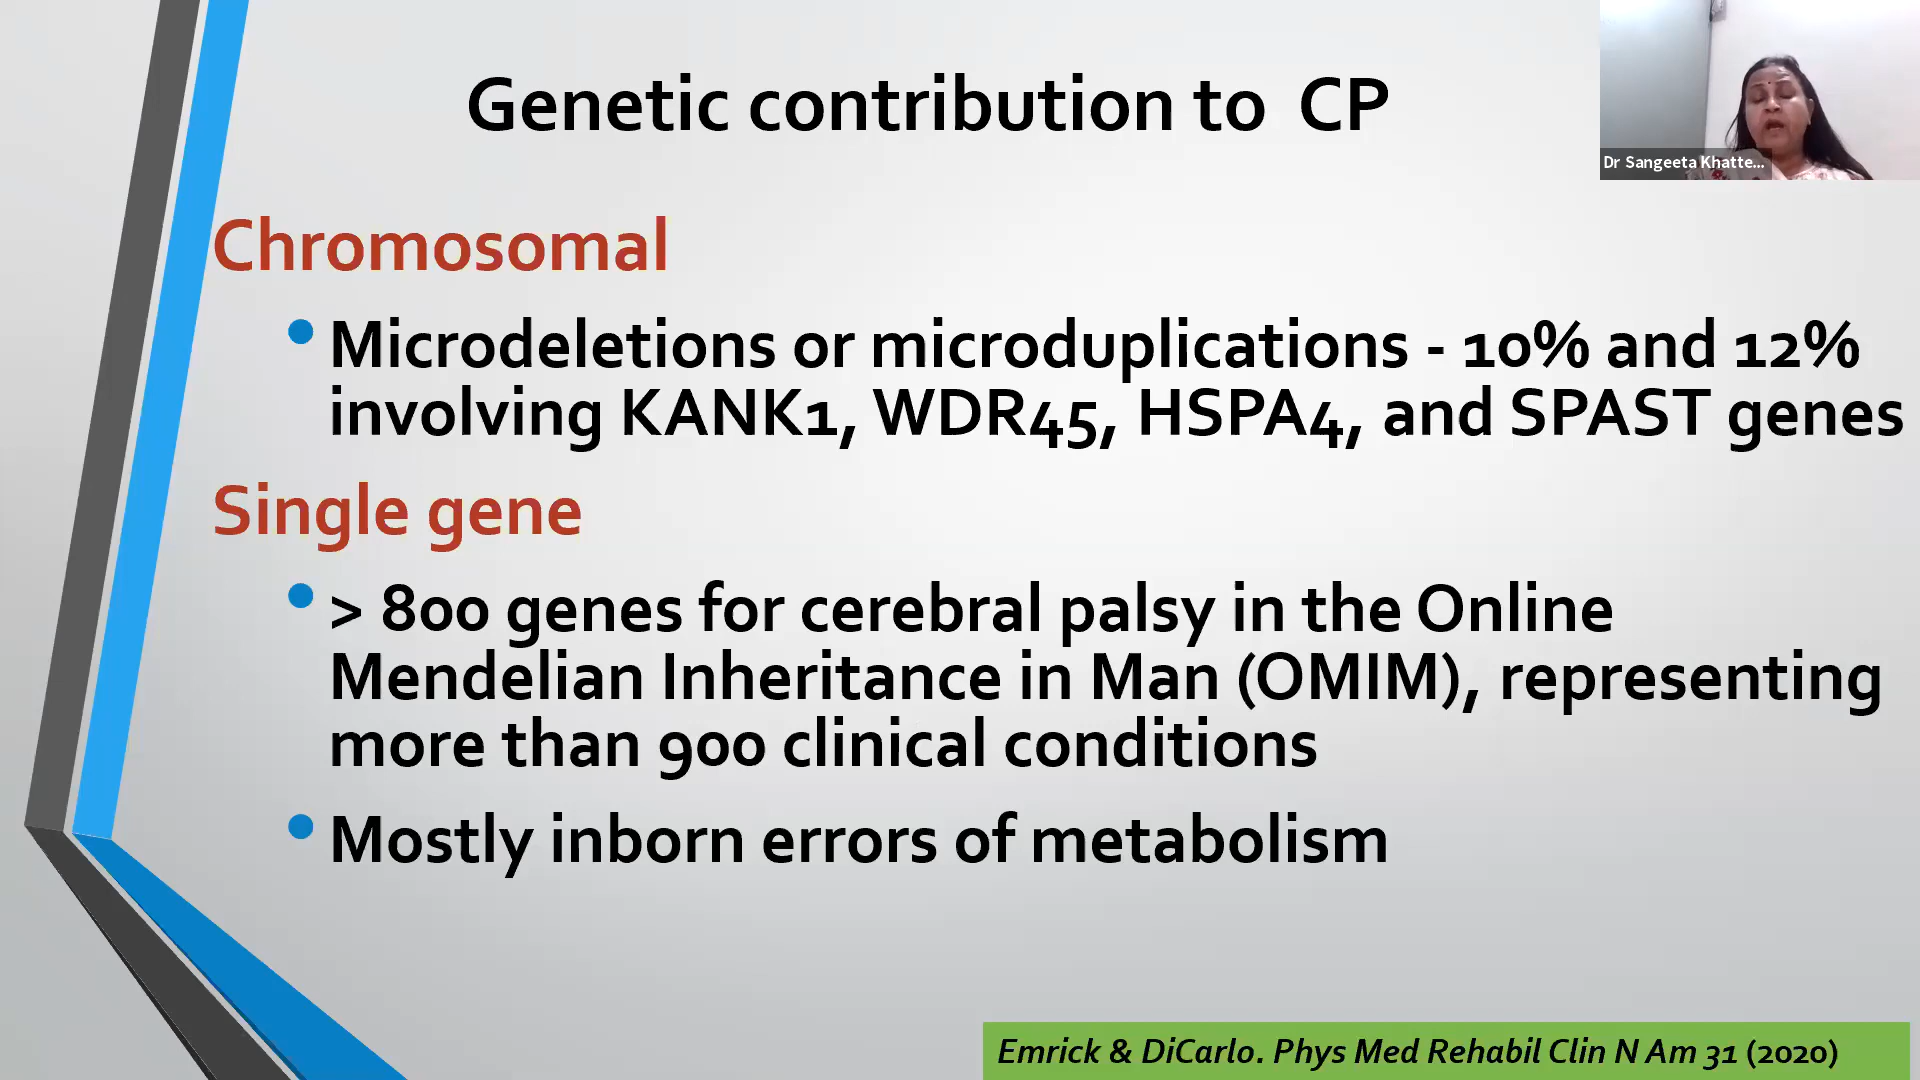 Genetic contribution to CP
Dr Sangeeta Khatte...
Chromosomal
• Microdeletions or microduplications - 10% and 12%
involving KANK1, WDR45, HSPA4, and SPAST genes
Single gene
• > 800 genes for cerebral palsy in the Online
Mendelian Inheritance in Man (OMIM), representing
more than 900 clinical conditions
• Mostly inborn errors of metabolism
Emrick & DiCarlo. Phys Med Rehabil Clin N Am 31 (2020)